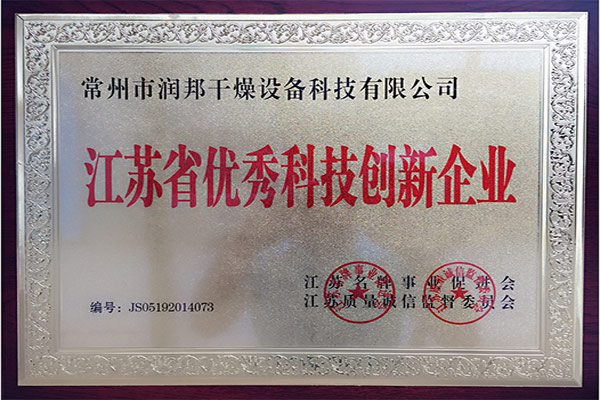 常州市润邦干燥设备科技有限公司
江苏省优秀科技创新企业
江苏名牌事业促进会
江苏质量诚信监督委员会
编号：JS05192014073